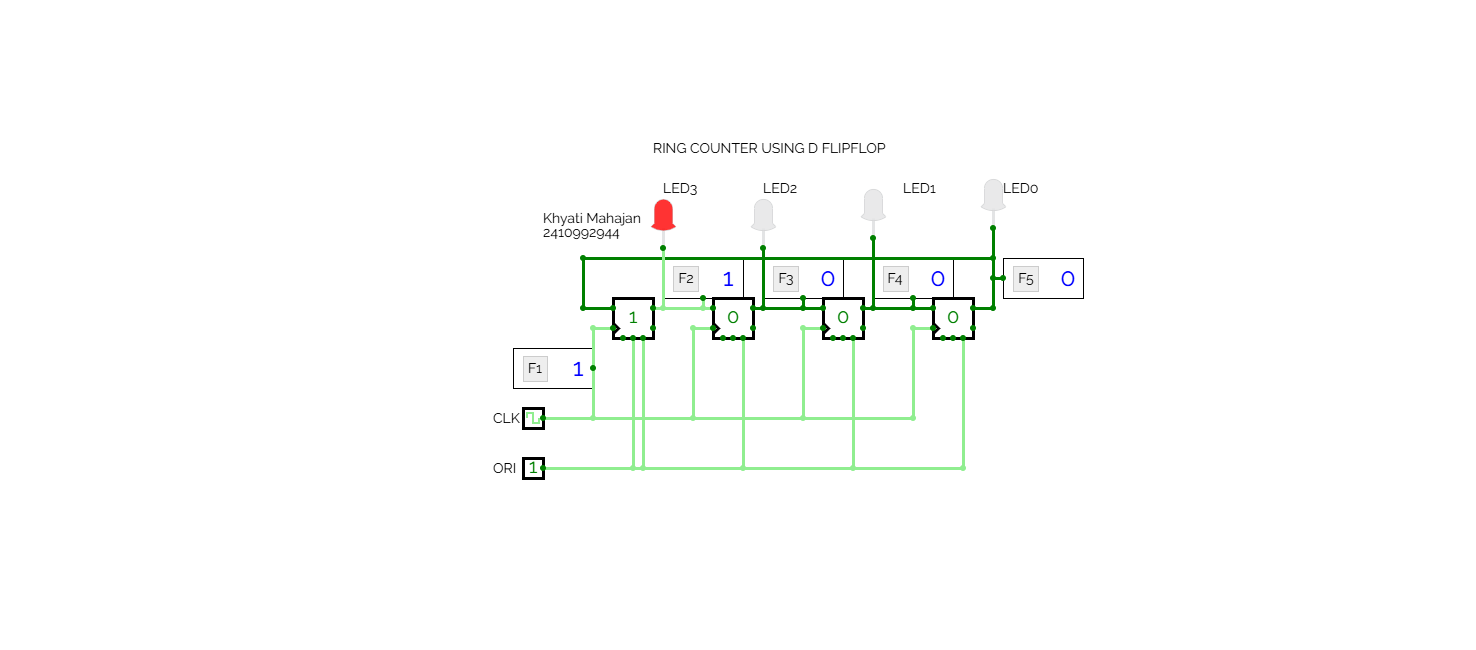 RING COUNTER USING D FLIPFLOP
LED3 LED2 LED1 LED0
Khyati Mahajan
2410992944
F2 1 F3 0 F4 0 F5 0
1 0 0 0
F1 1
CLK
ORI 1